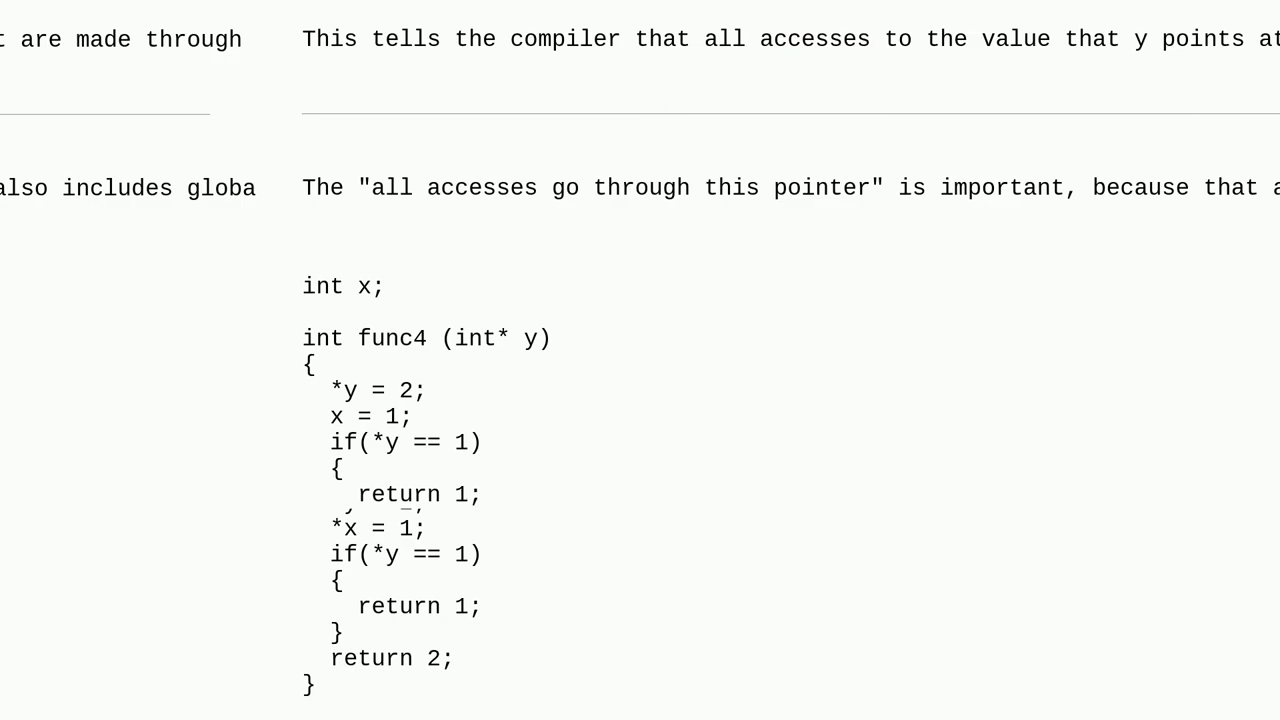 t are made through
This tells the compiler that all accesses to the value that y points at
also includes globa
The "all accesses go through this pointer" is important, because that a
int x;
int func4 (int* y)
{
*y = 2;
x = 1;
if(*y == 1)
{
return 1;
*x = 1;
if(*y == 1)
{
return 1;
}
return 2;
}